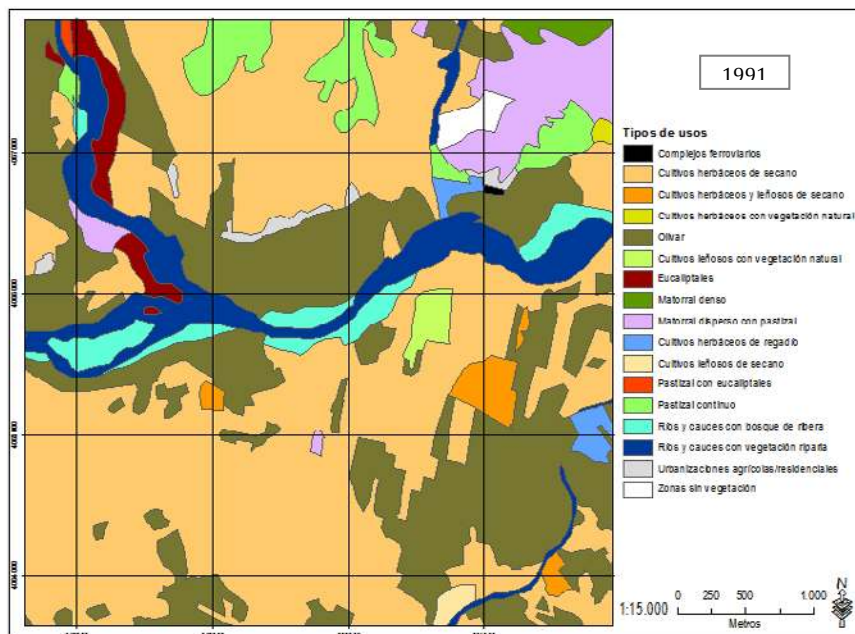 1991
Tipos de usos
Complejos ferroviarios
Cultivos herbáceos de secano
Cultivos herbáceos y leñosos de secano
Cultivos herbáceos con vegetación natural
Olivar
Cultivos leñosos con vegetación natural
Eucaliptales
Matorral denso
Matorral disperso con pastizal
Cultivos herbáceos de regadío
Cultivos leñosos de secano
Pastizal con eucaliptales
Pastizal continuo
Ríos y cauces con bosque de ribera
Ríos y cauces con vegetación riparia
Urbanizaciones agrícolas/residenciales
Zonas sin vegetación
4006000
4005000
4004000
N
1:15.000
0 250 500 1.000
Metros